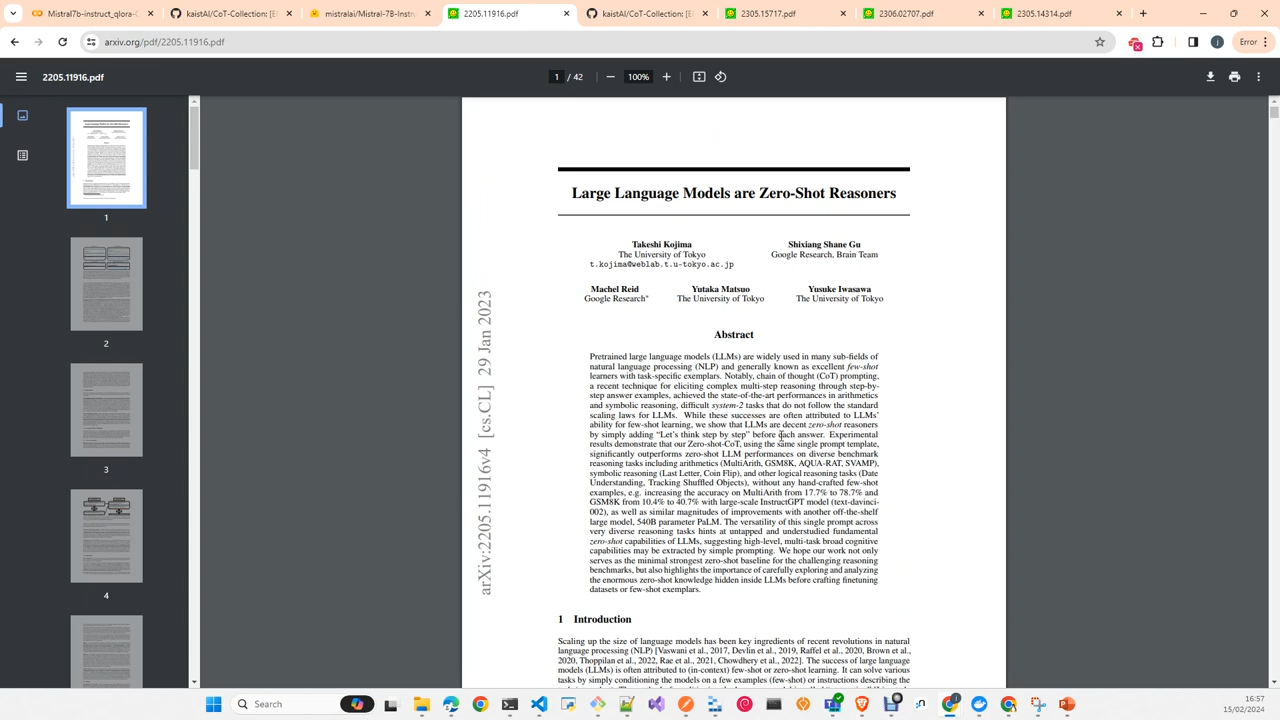 Mistral7b-instruct_qlora-C
kaistAI/CoT-Collection: [E
mistralai/Mistral-7B-Instr
2205.11916.pdf
kaistAI/CoT-Collection: [E
2305.15717.pdf
2306.02707.pdf
2305.14314.pdf
arxiv.org/pdf/2205.11916.pdf
Error
2205.11916.pdf
1 / 42
100%
1
2
3
4
arXiv:2205.11916v4 [cs.CL] 29 Jan 2023
Large Language Models are Zero-Shot Reasoners
Takeshi Kojima
The University of Tokyo
t.kojima@weblab.t.u-tokyo.ac.jp
Shixiang Shane Gu
Google Research, Brain Team
Machel Reid
Google Research*
Yutaka Matsuo
The University of Tokyo
Yusuke Iwasawa
The University of Tokyo
Abstract
Pretrained large language models (LLMs) are widely used in many sub-fields of
natural language processing (NLP) and generally known as excellent few-shot
learners with task-specific exemplars. Notably, chain of thought (CoT) prompting,
a recent technique for eliciting complex multi-step reasoning through step-by-
step answer examples, achieved the state-of-the-art performances in arithmetics
and symbolic reasoning, difficult system-2 tasks that do not follow the standard
scaling laws for LLMs. While these successes are often attributed to LLMs'
ability for few-shot learning, we show that LLMs are decent zero-shot reasoners
by simply adding “Let's think step by step” before each answer. Experimental
results demonstrate that our Zero-shot-CoT, using the same single prompt template,
significantly outperforms zero-shot LLM performances on diverse benchmark
reasoning tasks including arithmetics (MultiArith, GSM8K, AQUA-RAT, SVAMP),
symbolic reasoning (Last Letter, Coin Flip), and other logical reasoning tasks (Date
Understanding, Tracking Shuffled Objects), without any hand-crafted few-shot
examples, e.g. increasing the accuracy on MultiArith from 17.7% to 78.7% and
GSM8K from 10.4% to 40.7% with large-scale InstructGPT model (text-davinci-
002), as well as similar magnitudes of improvements with another off-the-shelf
large model, 540B parameter PaLM. The versatility of this single prompt across
very diverse reasoning tasks hints at untapped and understudied fundamental
zero-shot capabilities of LLMs, suggesting high-level, multi-task broad cognitive
capabilities may be extracted by simple prompting. We hope our work not only
serves as the minimal strongest zero-shot baseline for the challenging reasoning
benchmarks, but also highlights the importance of carefully exploring and analyzing
the enormous zero-shot knowledge hidden inside LLMs before crafting finetuning
datasets or few-shot exemplars.
1 Introduction
Scaling up the size of language models has been key ingredients of recent revolutions in natural
language processing (NLP) [Vaswani et al., 2017, Devlin et al., 2019, Raffel et al., 2020, Brown et al.,
2020, Thoppilan et al., 2022, Rae et al., 2021, Chowdhery et al., 2022]. The success of large language
models (LLMs) is often attributed to (in-context) few-shot or zero-shot learning. It can solve various
tasks by simply conditioning the models on a few examples (few-shot) or instructions describing the
Search
16:57
15/02/2024